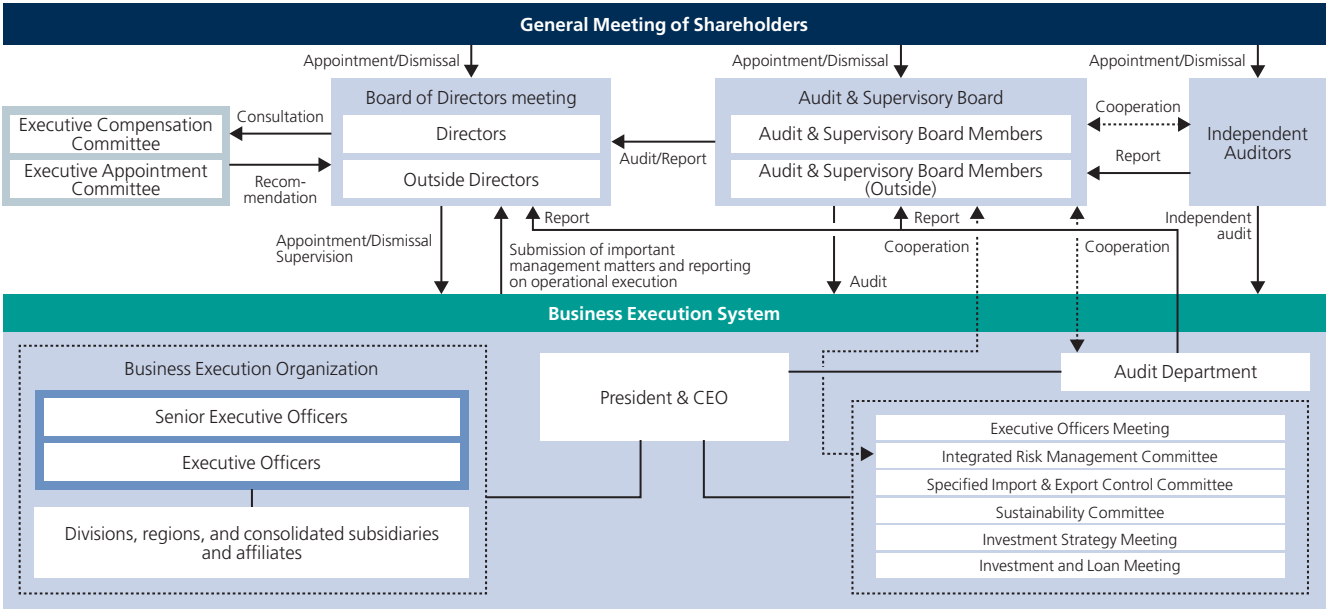 General Meeting of Shareholders
Appointment/Dismissal
Appointment/Dismissal
Appointment/Dismissal
Board of Directors meeting
Directors
Outside Directors
Audit & Supervisory Board
Audit & Supervisory Board Members
Audit & Supervisory Board Members
(Outside)
Cooperation
Report
Independent
Auditors
Executive Compensation
Committee
Executive Appointment
Committee
Consultation
Recom-
mendation
Audit/Report
Appointment/Dismissal
Supervision
Report
Submission of important
management matters and reporting
on operational execution
Report
Cooperation
Audit
Cooperation
Independent
audit
Business Execution System
Business Execution Organization
Senior Executive Officers
Executive Officers
Divisions, regions, and consolidated subsidiaries
and affiliates
President & CEO
Audit Department
Executive Officers Meeting
Integrated Risk Management Committee
Specified Import & Export Control Committee
Sustainability Committee
Investment Strategy Meeting
Investment and Loan Meeting